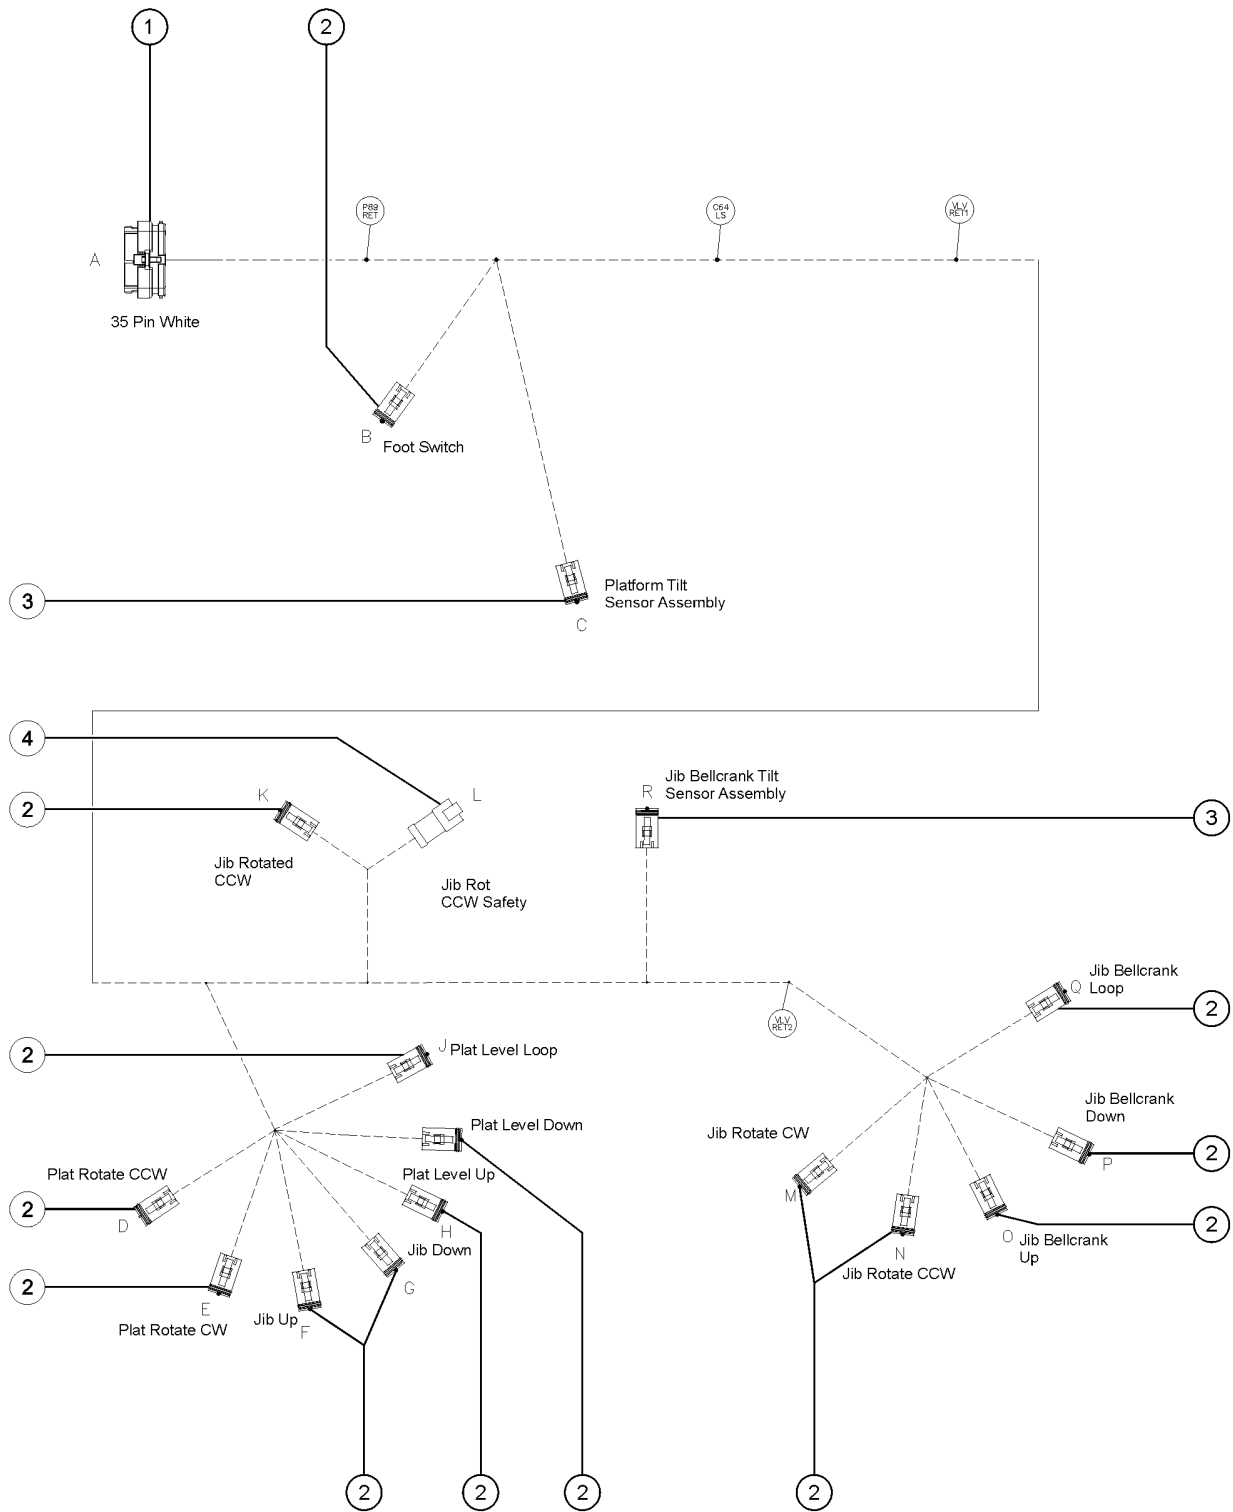 1
2
P89
RET
C64
LS
VLV
RET1
A
35 Pin White
B
Foot Switch
3
Platform Tilt
Sensor Assembly
C
4
2
K
L
Jib Rotated
CCW
Jib Rot
CCW Safety
R
Jib Bellcrank Tilt
Sensor Assembly
3
VLV
RET2
Q
Jib Bellcrank
Loop
2
2
J
Plat Level Loop
Plat Level Down
Plat Level Up
Plat Rotate CCW
2
D
H
Jib Down
G
2
E
Plat Rotate CW
Jib Up
F
Jib Rotate CW
M
N
Jib Rotate CCW
O
Jib Bellcrank
Up
2
Jib Bellcrank
Down
P
2
2
2
2
2